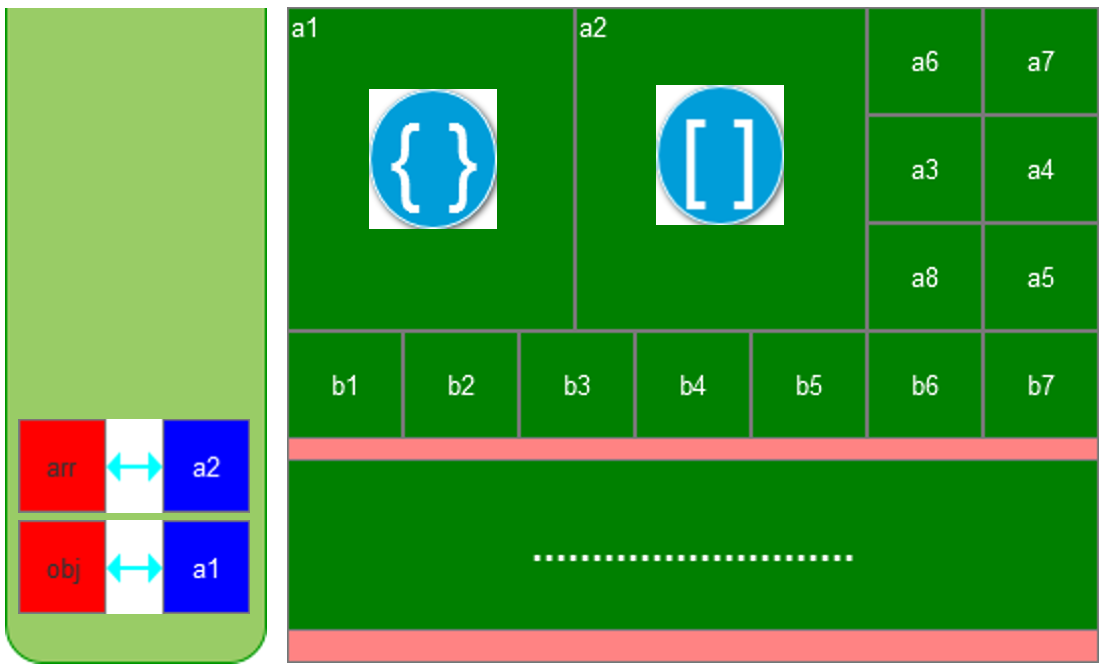 arr a2
obj a1
a1 a2 a6 a7
{ } [ ]
a3 a4
a8 a5
b1 b2 b3 b4 b5 b6 b7
...........................